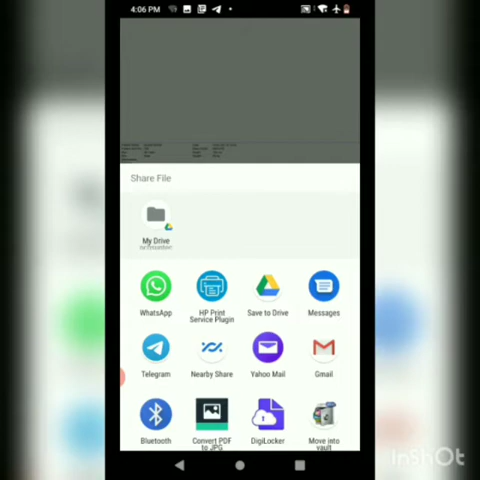 4:06 PM
Share File
My Drive
WhatsApp
HP Print
Service Plugin
Save to Drive
Messages
Telegram
Nearby Share
Yahoo Mail
Gmail
Bluetooth
Convert PDF
to JPG
DigiLocker
Move into
vault
InShOt